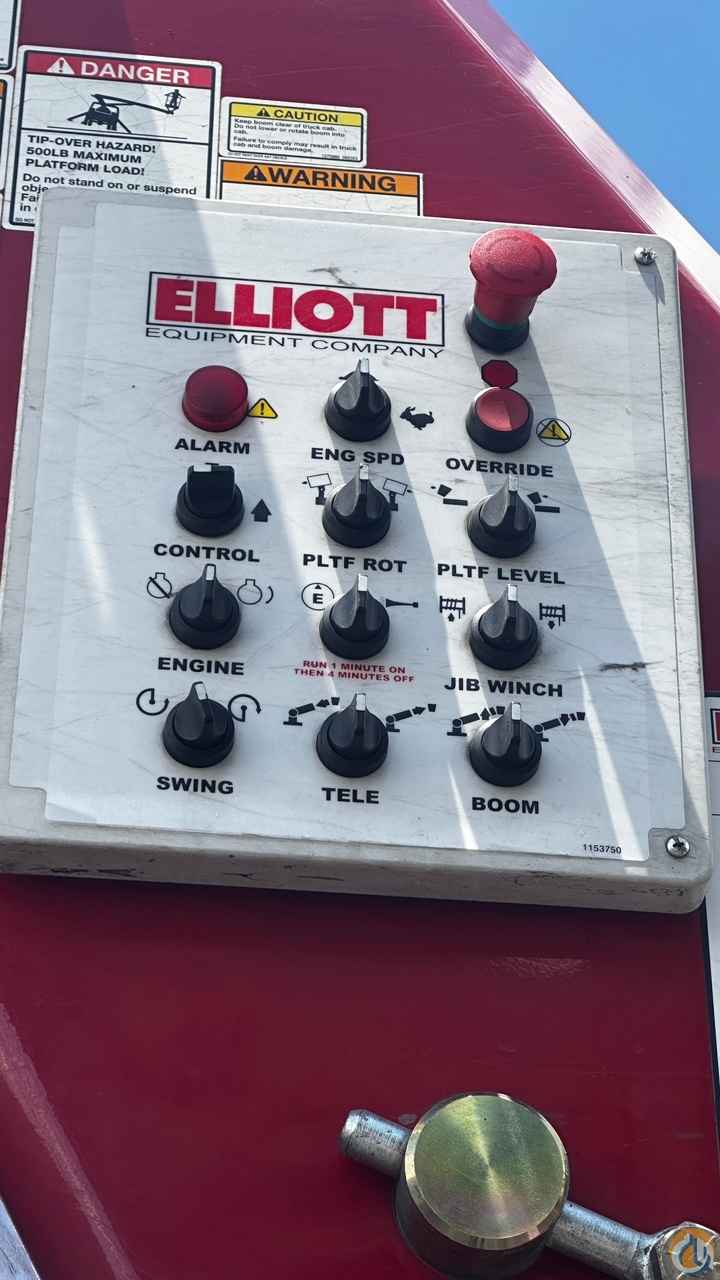 DANGER
TIP-OVER HAZARD!
500LB MAXIMUM
PLATFORM LOAD!
Do not stand on or suspend
CAUTION
Keep boom clear of truck cab.
Do not lower or rotate boom into
cab.
Failure to comply may result in truck
cab and boom damage.
WARNING
ELLIOTT
EQUIPMENT COMPANY
ALARM
ENG SPD
OVERRIDE
CONTROL
PLTF ROT
PLTF LEVEL
ENGINE
E
RUN 1 MINUTE ON
THEN 4 MINUTES OFF
JIB WINCH
SWING
TELE
BOOM
1153750